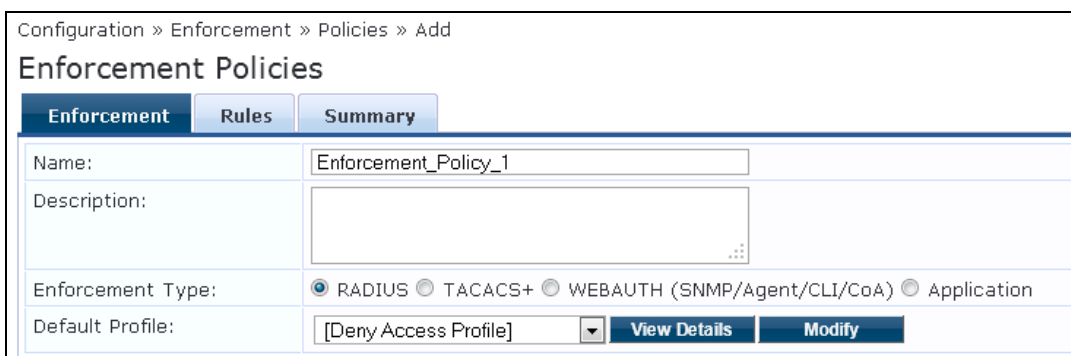 Configuration » Enforcement » Policies » Add
Enforcement Policies
Enforcement Rules Summary
Name: Enforcement_Policy_1
Description:
Enforcement Type: RADIUS TACACS+ WEBAUTH (SNMP/Agent/CLI/CoA) Application
Default Profile: [Deny Access Profile] View Details Modify